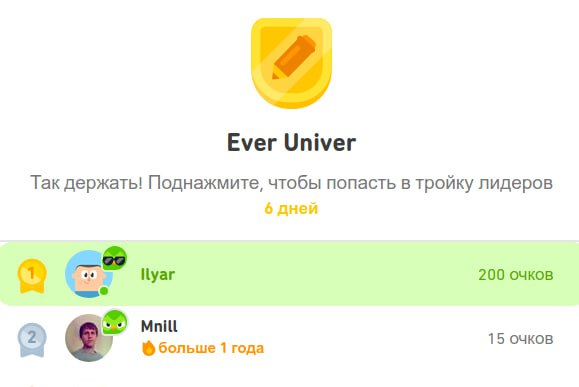 Ever Univer
Так держать! Поднажмите, чтобы попасть в тройку лидеров
6 дней
1
Ilyar
200 очков
2
Mnill
больше 1 года
15 очков